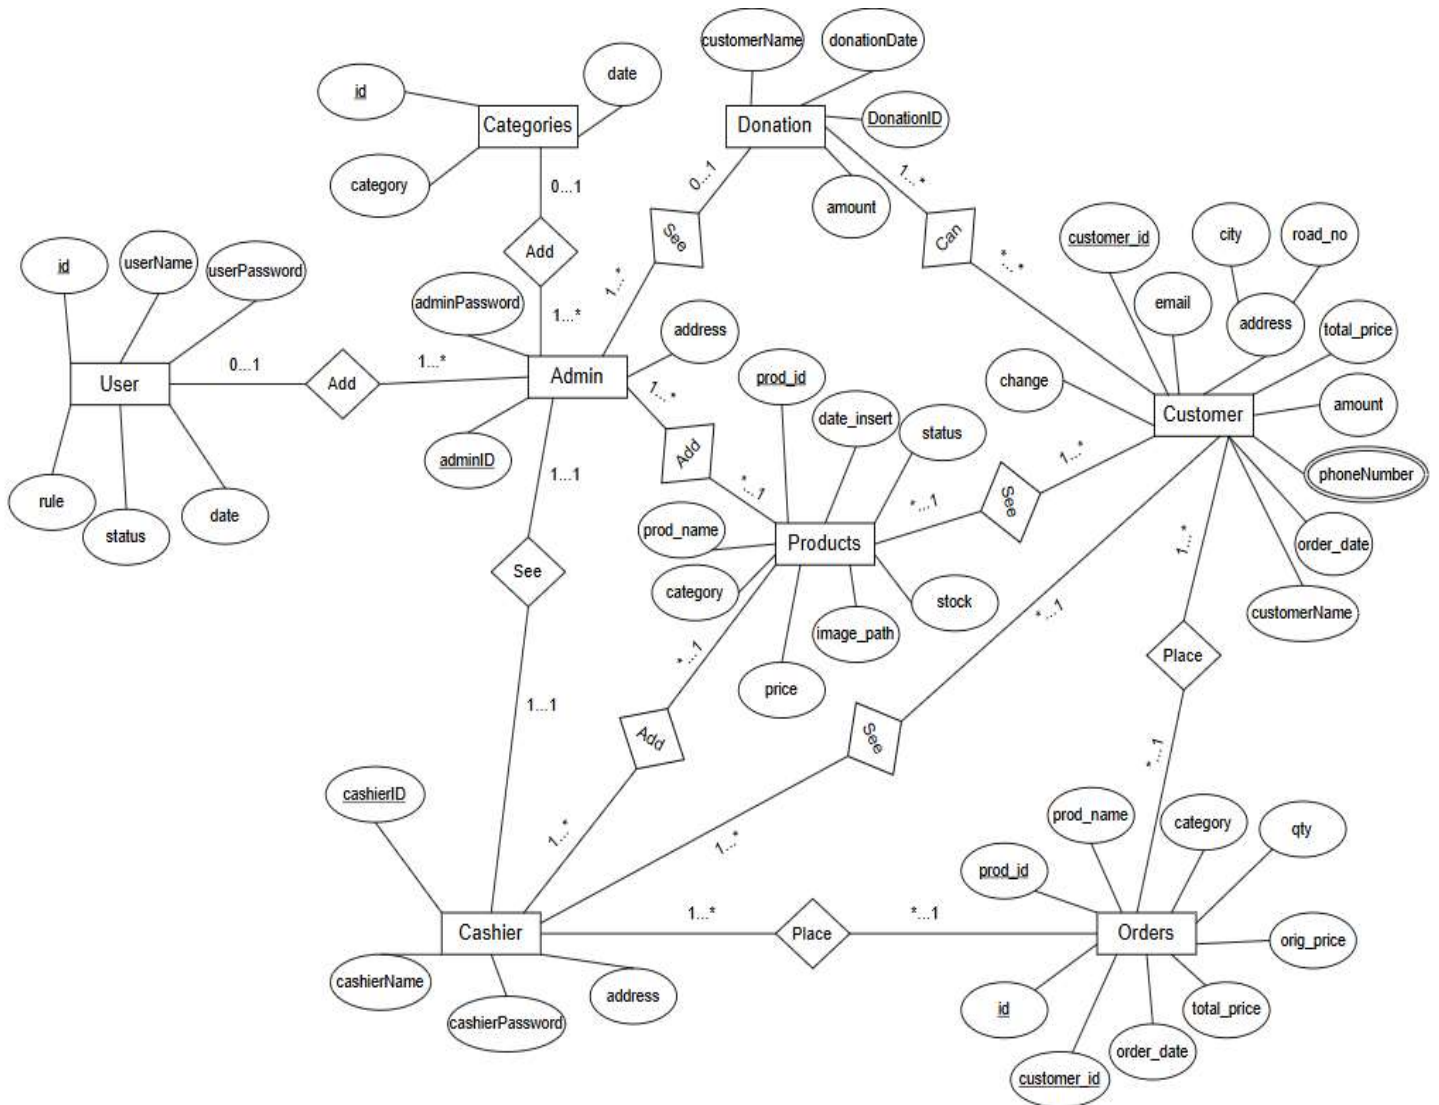 customerName
donationDate
date
id
Categories
Donation
DonationID
category
0...1
0...1
1... *
amount
See
Can
customer_id
city
road_no
id
userName
userPassword
Add
1...*
*... *
adminPassword
email
address
1...*
address
total_price
User
0...1
Add
1...*
Admin
prod_id
change
1... *
Customer
amount
date_insert
status
adminID
Add
1...*
phoneNumber
1...1
rule
status
date
*...1
*...1
See
prod_name
Products
1...*
order_date
See
category
stock
*...1
customerName
image_path
*...1
Place
price
1...1
Add
See
*...1
cashierID
prod_name
category
qty
1...*
1...*
prod_id
Cashier
1...*
Place
*...1
Orders
orig_price
cashierName
address
id
total_price
cashierPassword
order_date
customer_id